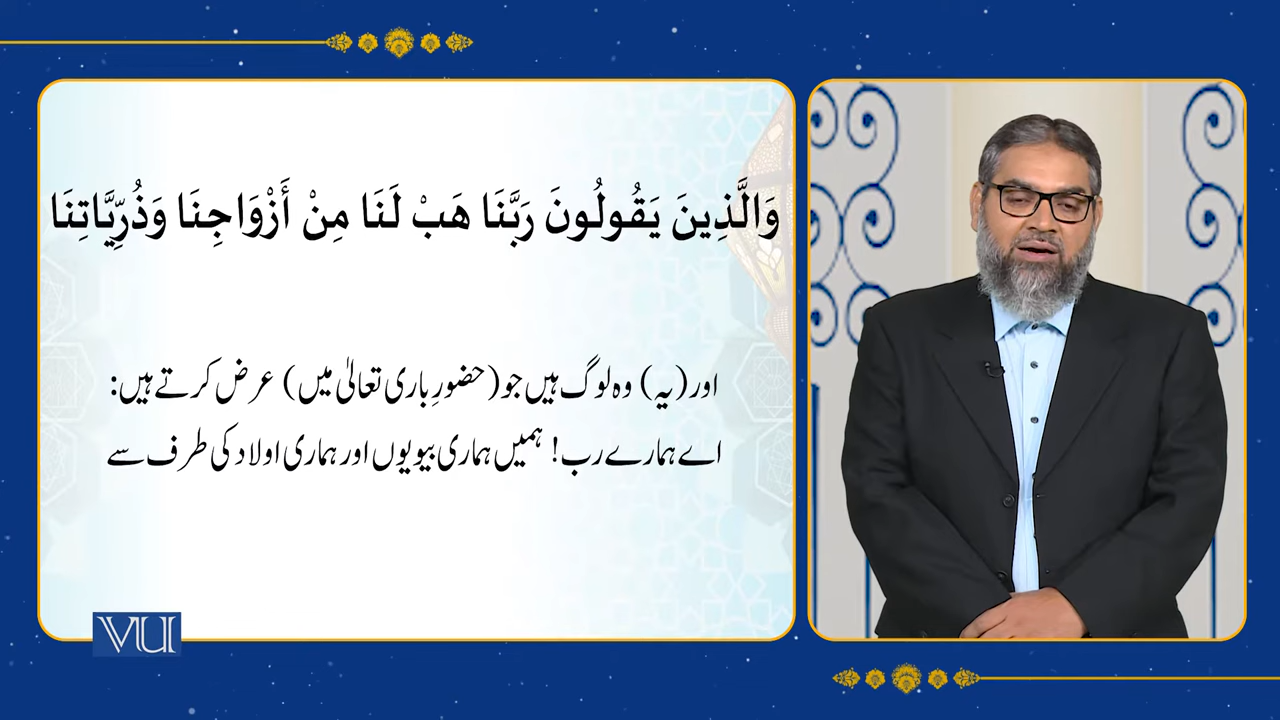 وَالَّذِينَ يَقُولُونَ رَبَّنَا هَبْ لَنَا مِنْ أَزْوَاجِنَا وَذُرِّيَّاتِنَا
اور (یہ) وہ لوگ ہیں جو (حضورِ باری تعالیٰ میں) عرض کرتے ہیں:
اے ہمارے رب! ہمیں ہماری بیویوں اور ہماری اولاد کی طرف سے
VU